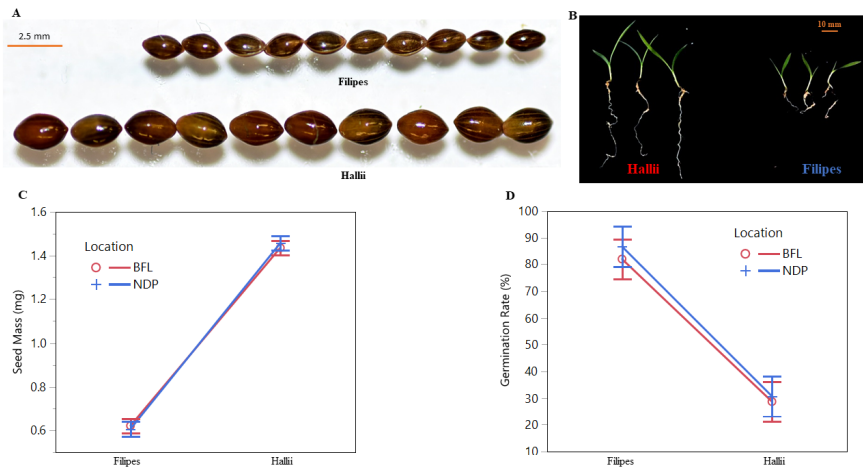 A
2.5 mm
Filipes
Hallii
B
10 mm
Hallii
Filipes
C
1.6
1.4
1.2
1.0
0.8
0.6
Seed Mass (mg)
Location
BFL
NDP
Filipes
Hallii
D
100
90
80
70
60
50
40
30
20
10
Germination Rate (%)
Location
BFL
NDP
Filipes
Hallii